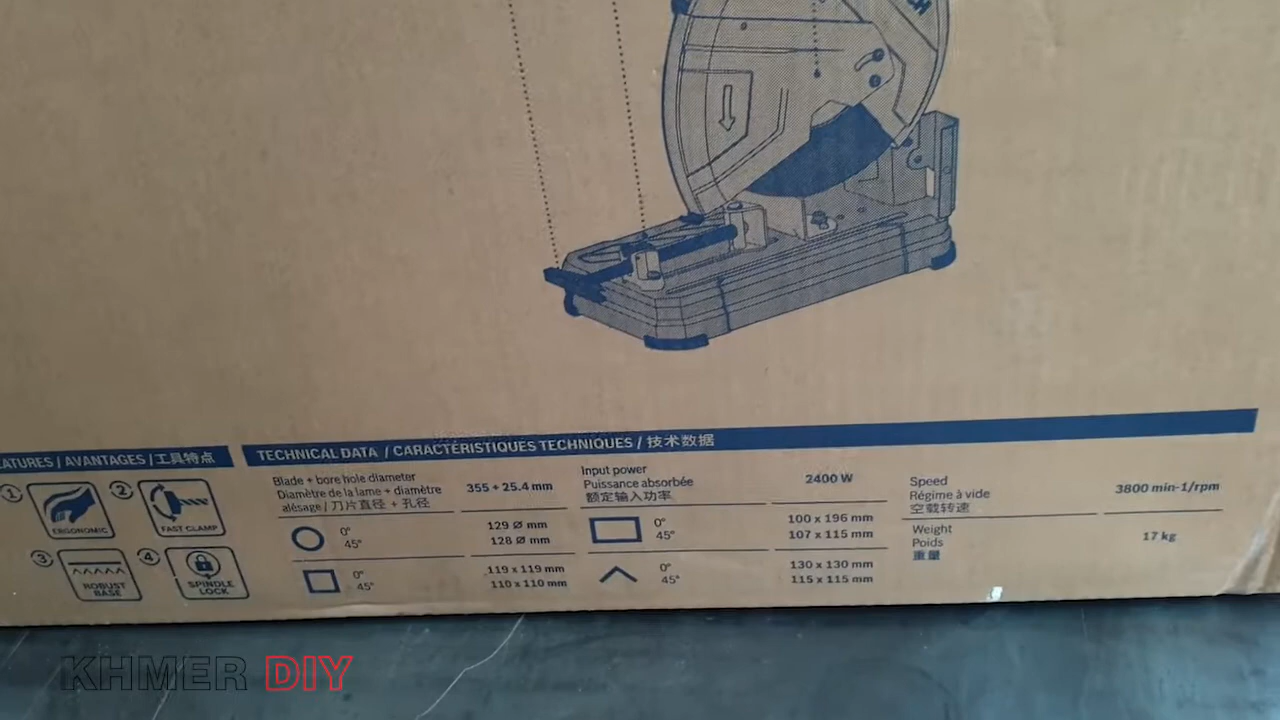 CH
ATURES / AVANTAGES / 工具特点
1
ERGONOMIC
2
FAST CLAMP
3
ROBUST
BASE
4
SPINDLE
LOCK
TECHNICAL DATA / CARACTÉRISTIQUES TECHNIQUES / 技术数据
Blade + bore hole diameter
Diamètre de la lame + diamètre
alésage / 刀片直径 + 孔径
355 + 25.4 mm
0°
45°
129 Ø mm
128 Ø mm
0°
45°
119 x 119 mm
110 x 110 mm
Input power
Puissance absorbée
额定输入功率
2400 W
0°
45°
100 x 196 mm
107 x 115 mm
0°
45°
130 x 130 mm
115 x 115 mm
Speed
Régime à vide
空载转速
3800 min-1/rpm
Weight
Poids
重量
17 kg
KHMER DIY